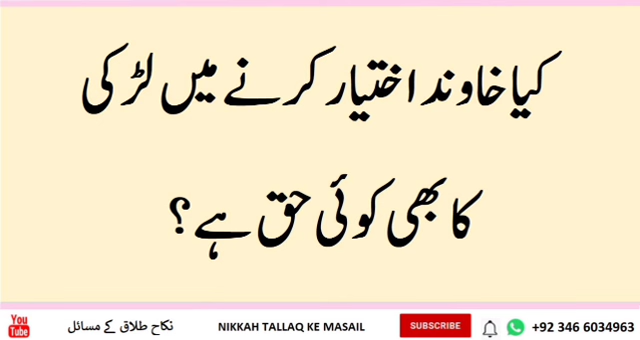 کیا خاوند اختیار کرنے میں لڑکی
کا بھی کوئی حق ہے؟
You
Tube
نکاح طلاق کے مسائل
NIKKAH TALLAQ KE MASAIL
SUBSCRIBE
+92 346 6034963